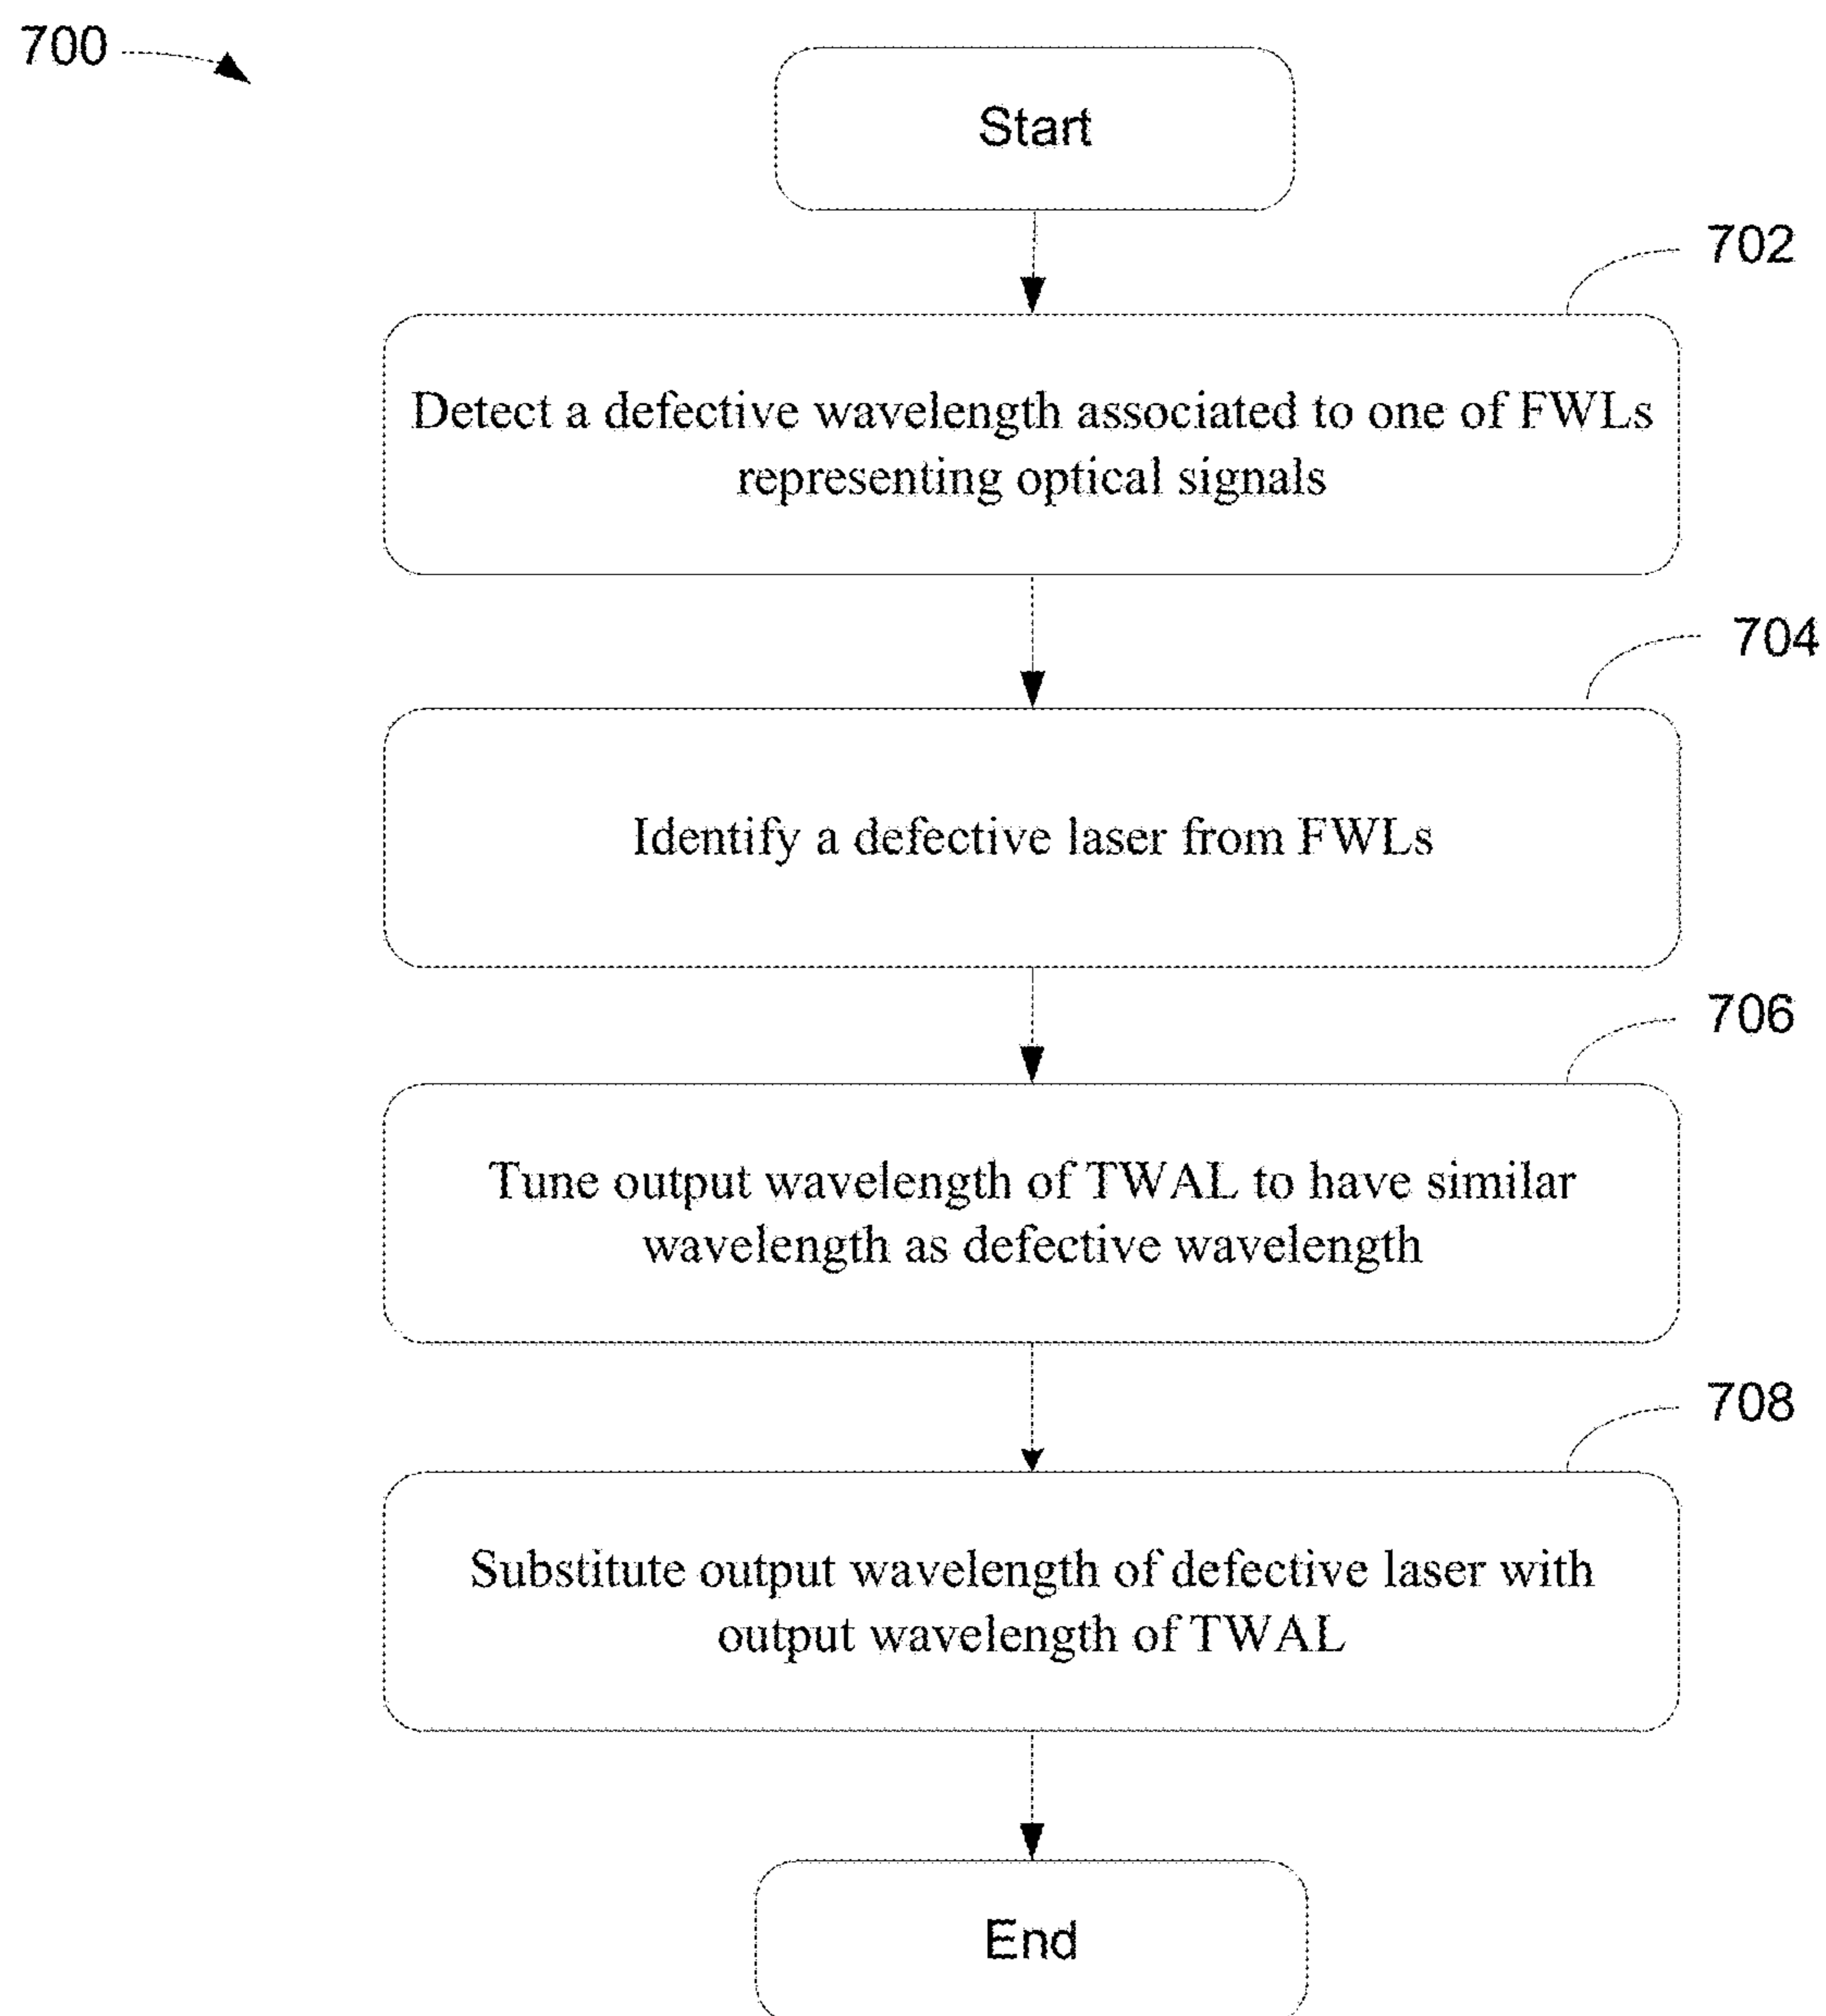 700
Start
702
Detect a defective wavelength associated to one of FWLs
representing optical signals
704
Identify a defective laser from FWLs
706
Tune output wavelength of TWAL to have similar
wavelength as defective wavelength
708
Substitute output wavelength of defective laser with
output wavelength of TWAL
End